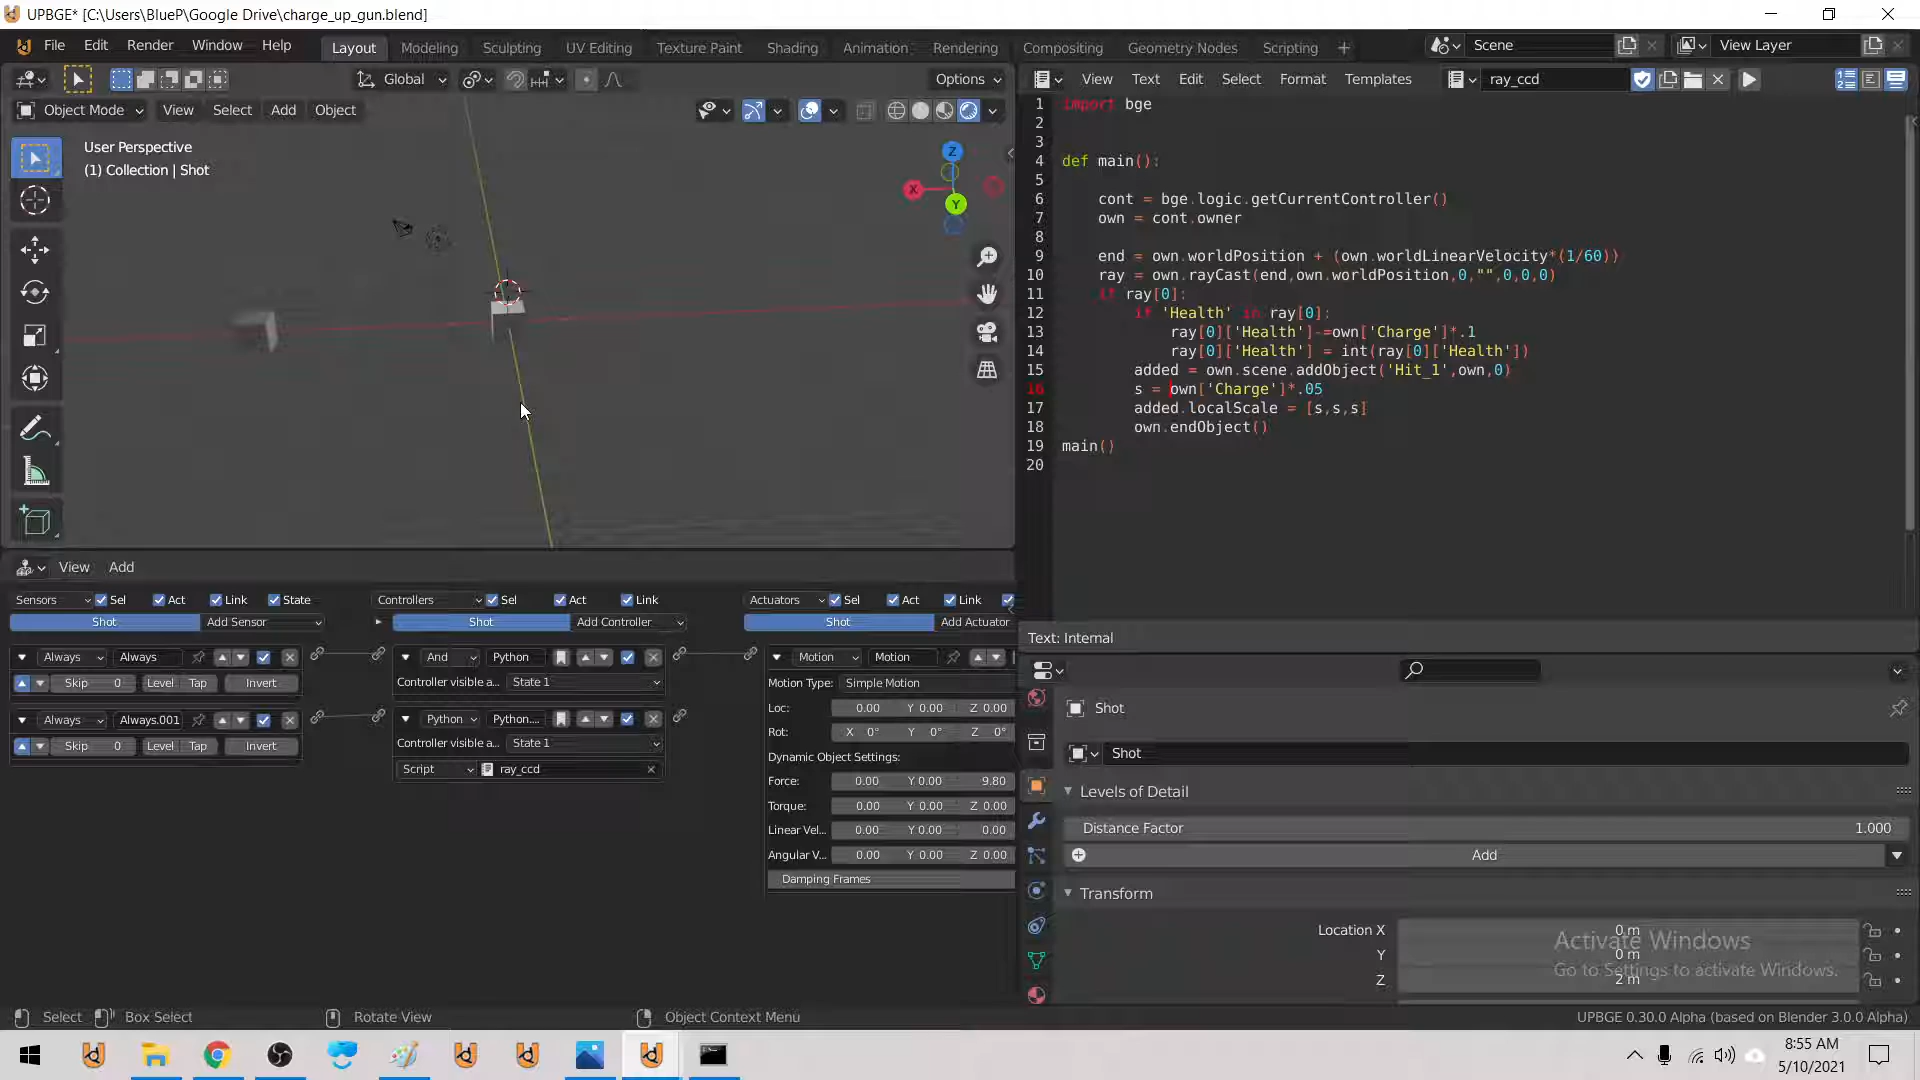 UPBGE* [C:\Users\BlueP\Google Drive\charge_up_gun.blend]
File Edit Render Window Help Layout Modeling Sculpting UV Editing Texture Paint Shading Animation Rendering Compositing Geometry Nodes Scripting + Scene View Layer
Global Options
Object Mode View Select Add Object
User Perspective
(1) Collection | Shot
Z
X
Y
View Text Edit Select Format Templates ray_ccd
1 import bge
2
3
4 def main():
5
6 cont = bge.logic.getCurrentController()
7 own = cont.owner
8
9 end = own.worldPosition + (own.worldLinearVelocity*(1/60))
10 ray = own.rayCast(end,own.worldPosition,0,"",0,0,0)
11 if ray[0]:
12 if 'Health' in ray[0]:
13 ray[0]['Health']-=own['Charge']*.1
14 ray[0]['Health'] = int(ray[0]['Health'])
15 added = own.scene.addObject('Hit_1',own,0)
16 s = own['Charge']*.05
17 added.localScale = [s,s,s]
18 own.endObject()
19 main()
20
Text: Internal
View Add
Sensors Sel Act Link State
Shot Add Sensor
Always Always
Skip 0 Level Tap Invert
Always Always.001
Skip 0 Level Tap Invert
Controllers Sel Act Link
Shot Add Controller
And Python
Controller visible a... State 1
Python Python....
Controller visible a... State 1
Script ray_ccd
Actuators Sel Act Link
Shot Add Actuator
Motion Motion
Motion Type: Simple Motion
Loc: 0.00 Y 0.00 Z 0.00
Rot: X 0° Y 0° Z 0°
Dynamic Object Settings:
Force: 0.00 Y 0.00 9.80
Torque: 0.00 Y 0.00 Z 0.00
Linear Vel... 0.00 Y 0.00 0.00
Angular V... 0.00 Y 0.00 Z 0.00
Damping Frames
Shot
Shot
Levels of Detail
Distance Factor 1.000
Add
Transform
Location X 0 m
Y 0 m
Z 2 m
Activate Windows
Go to Settings to activate Windows.
Select Box Select Rotate View Object Context Menu UPBGE 0.30.0 Alpha (based on Blender 3.0.0 Alpha)
8:55 AM
5/10/2021